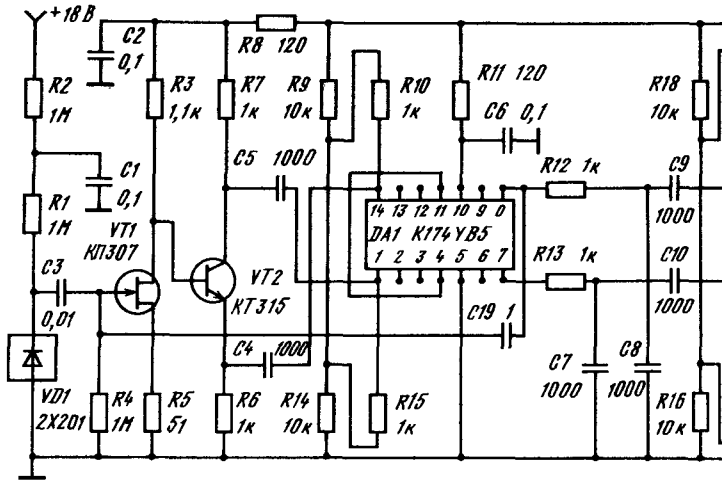 +18 В
C2
0,1
R8 120
R2
1М
R3
1,1к
R7
1к
R9
10к
R10
1к
R11 120
C6 0,1
R18
10к
C1
0,1
C5 1000
R12 1к
C9
1000
R1
1М
VT1
КП307
14 13 12 11 10 9 8
DA1 К174УВ5
1 2 3 4 5 6 7
R13 1к
C10
1000
C3
0,01
VT2
КТ315
C19 1
C4 1000
C7
1000
C8
1000
VD1
2Х201
R4
1М
R5
51
R6
1к
R14
10к
R15
1к
R16
10к